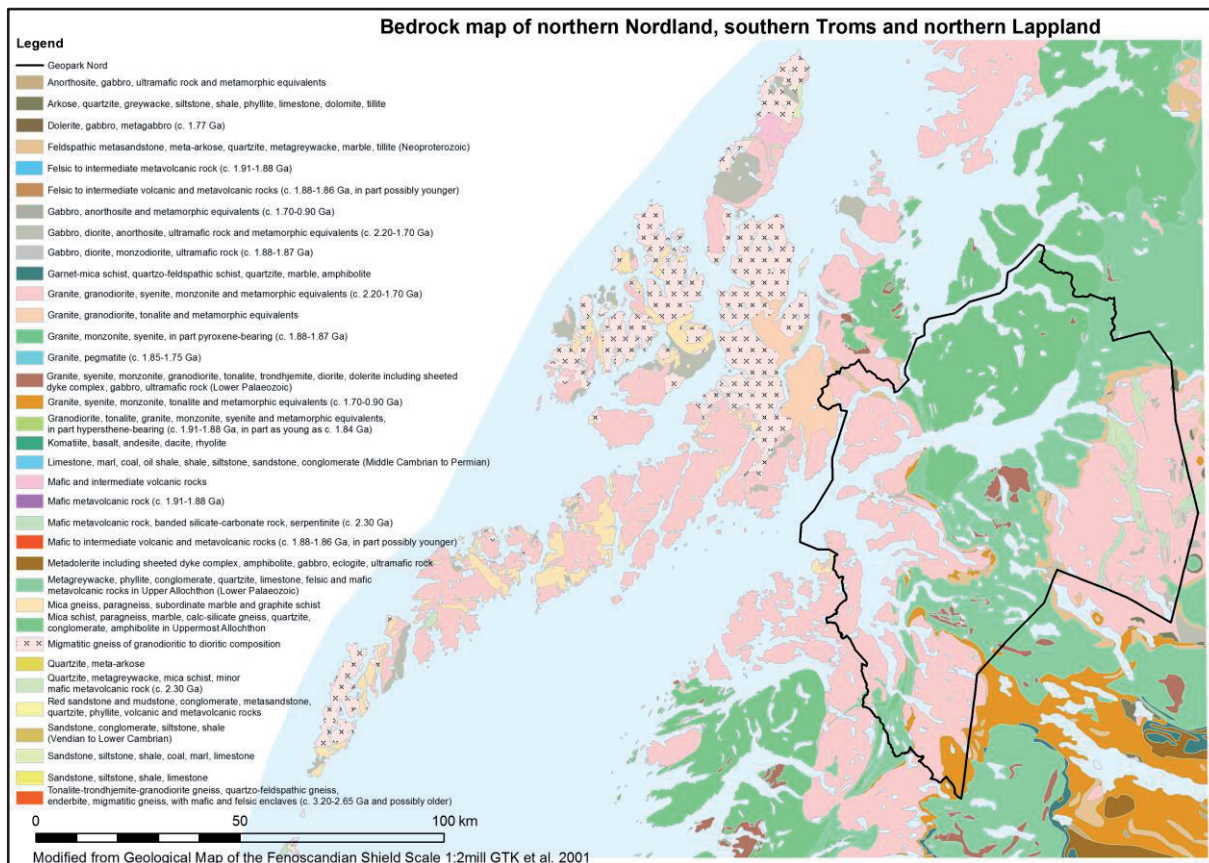 Bedrock map of northern Nordland, southern Troms and northern Lappland
Legend
Geopark Nord
Anorthosite, gabbro, ultramafic rock and metamorphic equivalents
Arkose, quartzite, greywacke, siltstone, shale, phyllite, limestone, dolomite, tillite
Dolerite, gabbro, metagabbro (c. 1.77 Ga)
Feldspathic metasandstone, meta-arkose, quartzite, metagreywacke, marble, tillite (Neoproterozoic)
Felsic to intermediate metavolcanic rock (c. 1.91-1.88 Ga)
Felsic to intermediate volcanic and metavolcanic rocks (c. 1.88-1.86 Ga, in part possibly younger)
Gabbro, anorthosite and metamorphic equivalents (c. 1.70-0.90 Ga)
Gabbro, diorite, anorthosite, ultramafic rock and metamorphic equivalents (c. 2.20-1.70 Ga)
Gabbro, diorite, monzodiorite, ultramafic rock (c. 1.88-1.87 Ga)
Garnet-mica schist, quartzo-feldspathic schist, quartzite, marble, amphibolite
Granite, granodiorite, syenite, monzonite and metamorphic equivalents (c. 2.20-1.70 Ga)
Granite, granodiorite, tonalite and metamorphic equivalents
Granite, monzonite, syenite, in part pyroxene-bearing (c. 1.88-1.87 Ga)
Granite, pegmatite (c. 1.85-1.75 Ga)
Granite, syenite, monzonite, granodiorite, tonalite, trondhjemite, diorite, dolerite including sheeted
dyke complex, gabbro, ultramafic rock (Lower Palaeozoic)
Granite, syenite, monzonite, tonalite and metamorphic equivalents (c. 1.70-0.90 Ga)
Granodiorite, tonalite, granite, monzonite, syenite and metamorphic equivalents,
in part hypersthene-bearing (c. 1.91-1.88 Ga, in part as young as c. 1.84 Ga)
Komatiite, basalt, andesite, dacite, rhyolite
Limestone, marl, coal, oil shale, shale, siltstone, sandstone, conglomerate (Middle Cambrian to Permian)
Mafic and intermediate volcanic rocks
Mafic metavolcanic rock (c. 1.91-1.88 Ga)
Mafic metavolcanic rock, banded silicate-carbonate rock, serpentinite (c. 2.30 Ga)
Mafic to intermediate volcanic and metavolcanic rocks (c. 1.88-1.86 Ga, in part possibly younger)
Metadolerite including sheeted dyke complex, amphibolite, gabbro, eclogite, ultramafic rock
Metagreywacke, phyllite, conglomerate, quartzite, limestone, felsic and mafic
metavolcanic rocks in Upper Allochthon (Lower Palaeozoic)
Mica gneiss, paragneiss, subordinate marble and graphite schist
Mica schist, paragneiss, marble, calc-silicate gneiss, quartzite,
conglomerate, amphibolite in Uppermost Allochthon
Migmatitic gneiss of granodioritic to dioritic composition
Quartzite, meta-arkose
Quartzite, metagreywacke, mica schist, minor
mafic metavolcanic rock (c. 2.30 Ga)
Red sandstone and mudstone, conglomerate, metasandstone,
quartzite, phyllite, volcanic and metavolcanic rocks
Sandstone, conglomerate, siltstone, shale
(Vendian to Lower Cambrian)
Sandstone, siltstone, shale, coal, marl, limestone
Sandstone, siltstone, shale, limestone
Tonalite-trondhjemite-granodiorite gneiss, quartzo-feldspathic gneiss,
enderbite, migmatitic gneiss, with mafic and felsic enclaves (c. 3.20-2.65 Ga and possibly older)
0 50 100 km
Modified from Geological Map of the Fenoscandian Shield Scale 1:2mill GTK et al. 2001